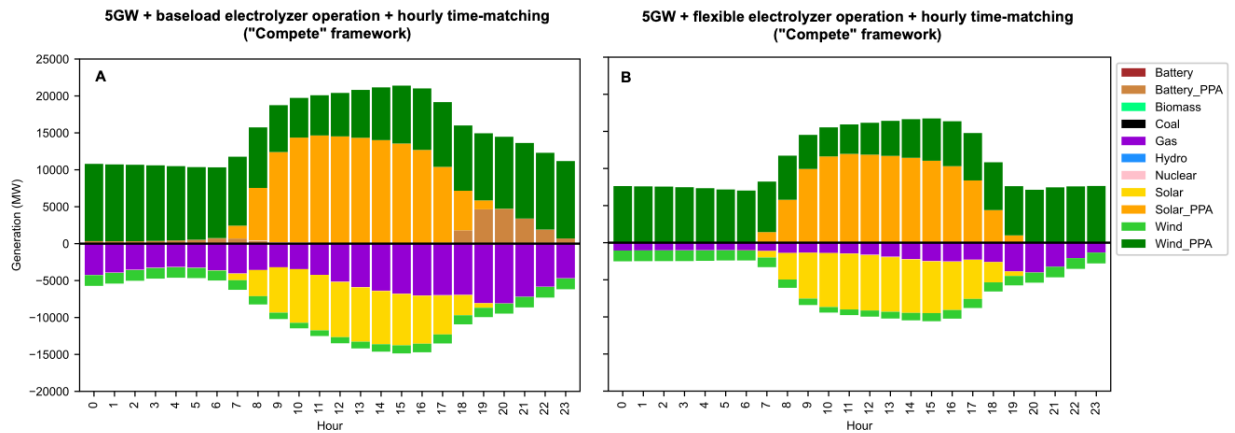 5GW + baseload electrolyzer operation + hourly time-matching
("Compete" framework)
5GW + flexible electrolyzer operation + hourly time-matching
("Compete" framework)
A
25000
20000
15000
10000
5000
0
−5000
−10000
−15000
−20000
Generation (MW)
0 1 2 3 4 5 6 7 8 9 10 11 12 13 14 15 16 17 18 19 20 21 22 23
Hour
B
0 1 2 3 4 5 6 7 8 9 10 11 12 13 14 15 16 17 18 19 20 21 22 23
Hour
Battery
Battery_PPA
Biomass
Coal
Gas
Hydro
Nuclear
Solar
Solar_PPA
Wind
Wind_PPA